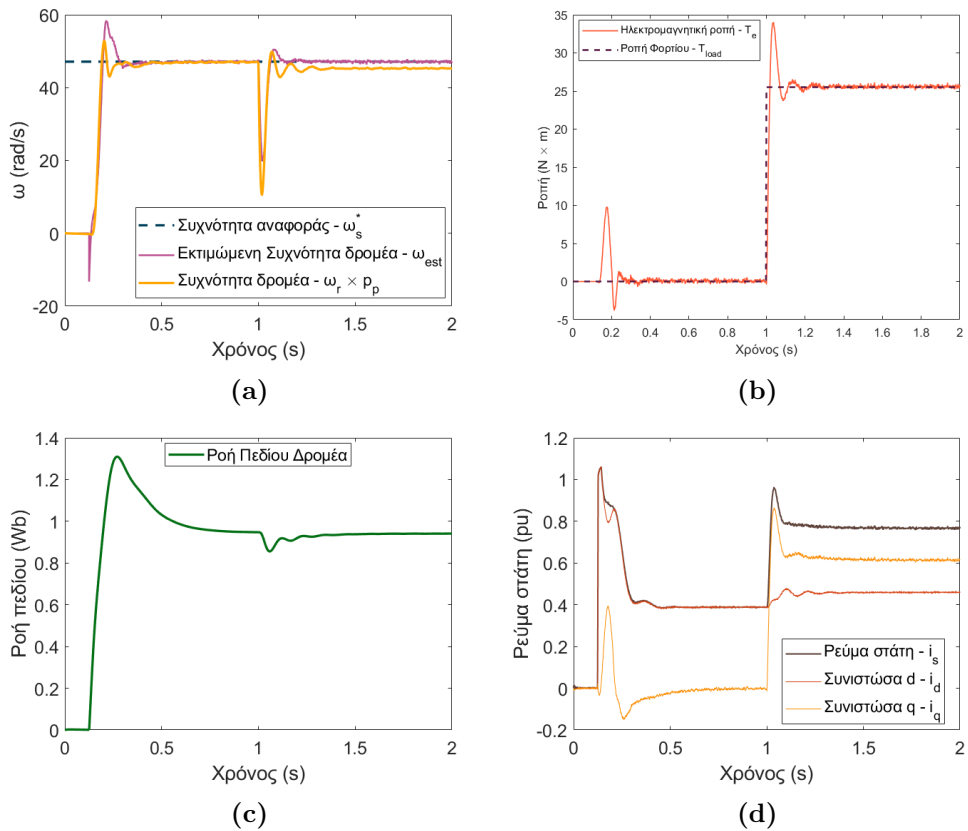 60
40
20
0
-20
ω (rad/s)
Συχνότητα αναφοράς - ω*s
Εκτιμώμενη Συχνότητα δρομέα - ωest
Συχνότητα δρομέα - ωr × pp
0 0.5 1 1.5 2
Χρόνος (s)
(a)
35
30
25
20
15
10
5
0
-5
Ροπή (N × m)
Ηλεκτρομαγνητική ροπή - Te
Ροπή Φορτίου - Tload
0 0.2 0.4 0.6 0.8 1 1.2 1.4 1.6 1.8 2
Χρόνος (s)
(b)
1.4
1.2
1
0.8
0.6
0.4
0.2
0
Ροή πεδίου (Wb)
Ροή Πεδίου Δρομέα
0 0.5 1 1.5 2
Χρόνος (s)
(c)
1.2
1
0.8
0.6
0.4
0.2
0
-0.2
Ρεύμα στάτη (pu)
Ρεύμα στάτη - is
Συνιστώσα d - id
Συνιστώσα q - iq
0 0.5 1 1.5 2
Χρόνος (s)
(d)